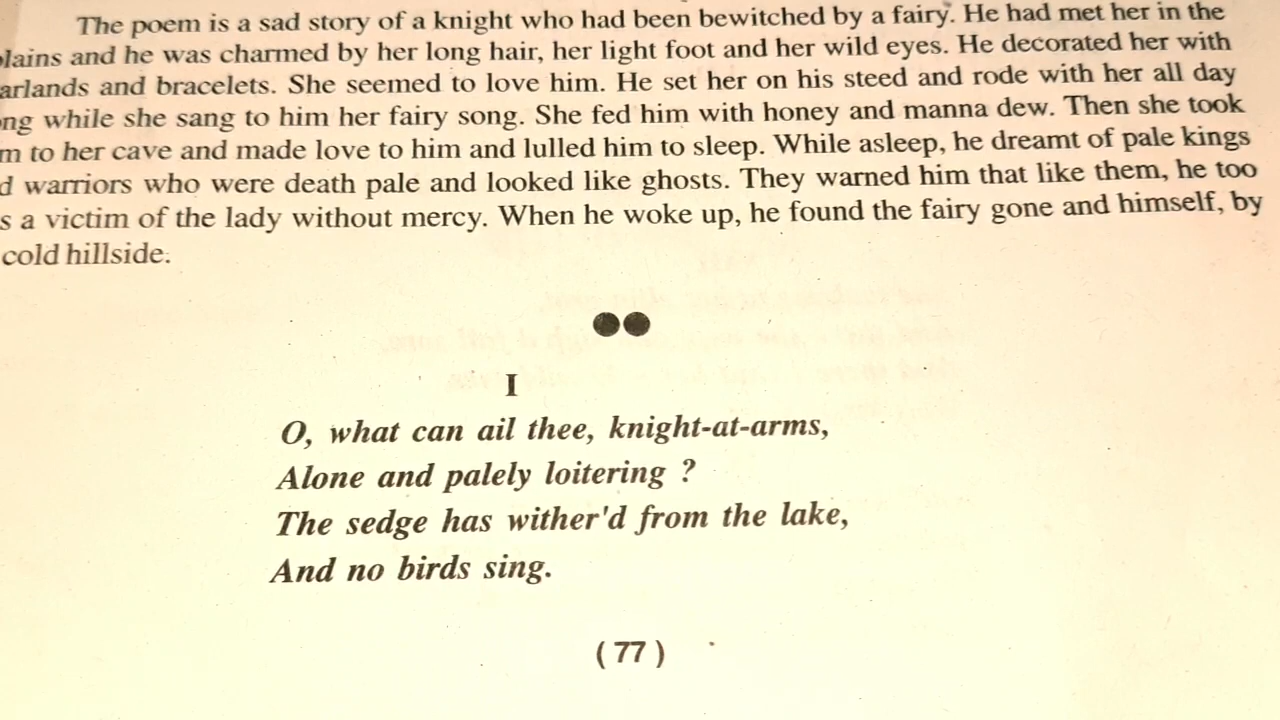 The poem is a sad story of a knight who had been bewitched by a fairy. He had met her in the
lains and he was charmed by her long hair, her light foot and her wild eyes. He decorated her with
arlands and bracelets. She seemed to love him. He set her on his steed and rode with her all day
ng while she sang to him her fairy song. She fed him with honey and manna dew. Then she took
m to her cave and made love to him and lulled him to sleep. While asleep, he dreamt of pale kings
d warriors who were death pale and looked like ghosts. They warned him that like them, he too
s a victim of the lady without mercy. When he woke up, he found the fairy gone and himself, by
cold hillside.
I
O, what can ail thee, knight-at-arms,
Alone and palely loitering ?
The sedge has wither'd from the lake,
And no birds sing.
( 77 )